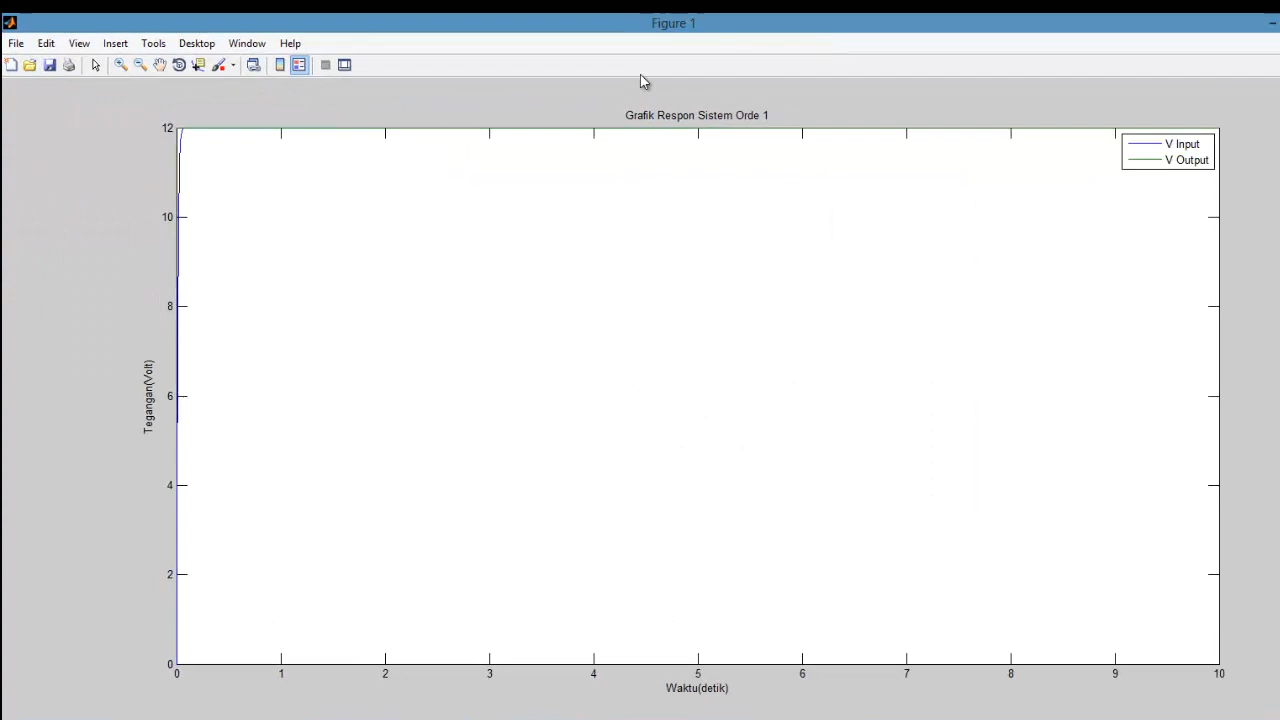 Figure 1
File Edit View Insert Tools Desktop Window Help
Grafik Respon Sistem Orde 1
V Input
V Output
12
10
8
6
4
2
0
Tegangan(Volt)
0 1 2 3 4 5 6 7 8 9 10
Waktu(detik)